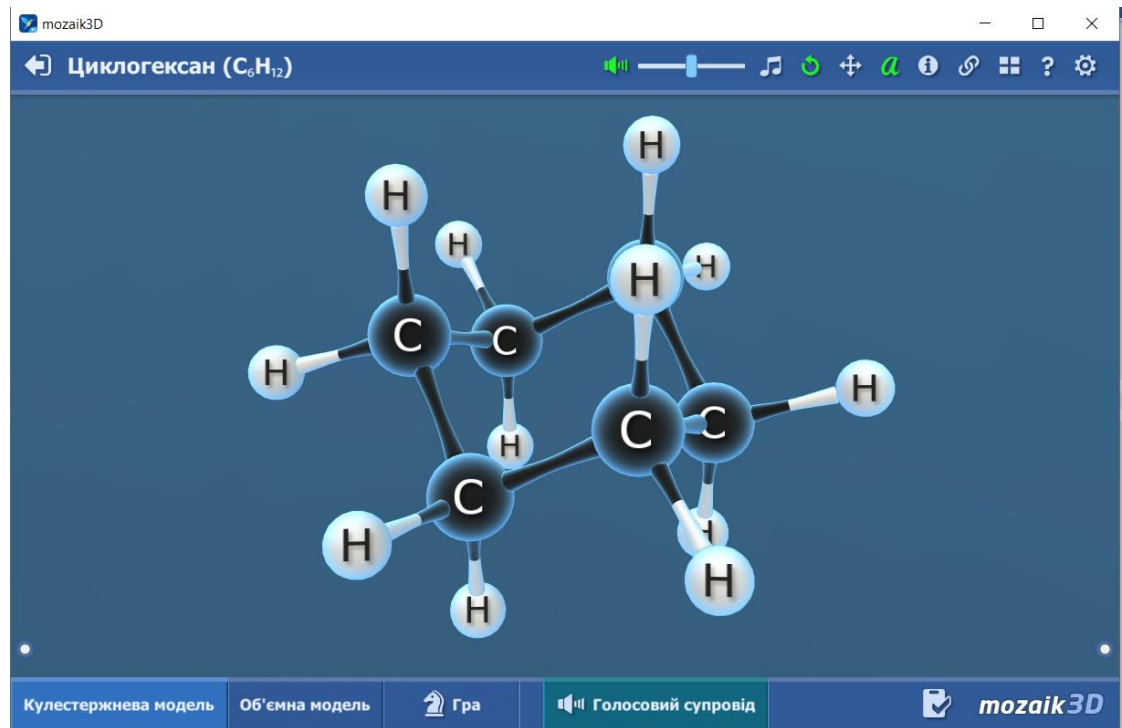 mozaik3D
Циклогексан (C₆H₁₂)
a i ?
H
H
H
H
H
H
C
C
H
H
C
C
H
C
H
H
H
H
Кулестержнева модель Об'ємна модель Гра Голосовий супровід mozaik3D